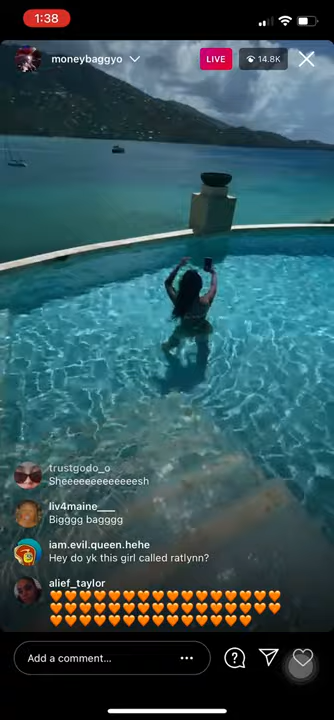 1:38
moneybaggyo
LIVE
14.8K
trustgodo_o
Sheeeeeeeeeeeeesh
liv4maine___
Bigggg bagggg
iam.evil.queen.hehe
Hey do yk this girl called ratlynn?
alief_taylor
🧡🧡🧡🧡🧡🧡🧡🧡🧡🧡🧡🧡🧡🧡🧡🧡
🧡🧡🧡🧡🧡🧡🧡🧡🧡🧡🧡🧡🧡🧡🧡🧡
🧡🧡🧡🧡🧡🧡🧡🧡🧡🧡🧡🧡
Add a comment...